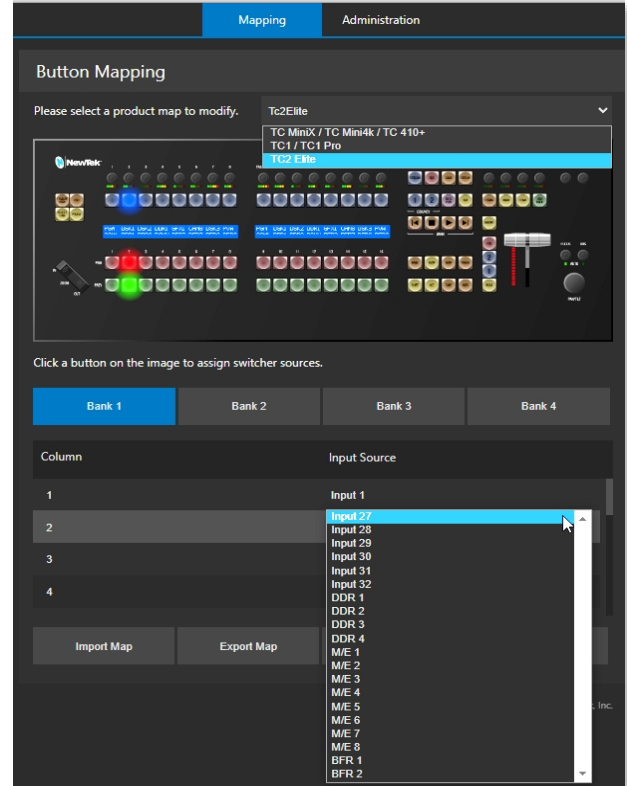 Mapping Administration
Button Mapping
Please select a product map to modify. Tc2Elite
TC MiniX / TC Mini4k / TC 410+
TC1 / TC1 Pro
TC2 Elite
NewTek
Click a button on the image to assign switcher sources.
Bank 1 Bank 2 Bank 3 Bank 4
Column Input Source
1 Input 1
2
3
4
Input 27
Input 28
Input 29
Input 30
Input 31
Input 32
DDR 1
DDR 2
DDR 3
DDR 4
M/E 1
M/E 2
M/E 3
M/E 4
M/E 5
M/E 6
M/E 7
M/E 8
BFR 1
BFR 2
Import Map Export Map
Inc.